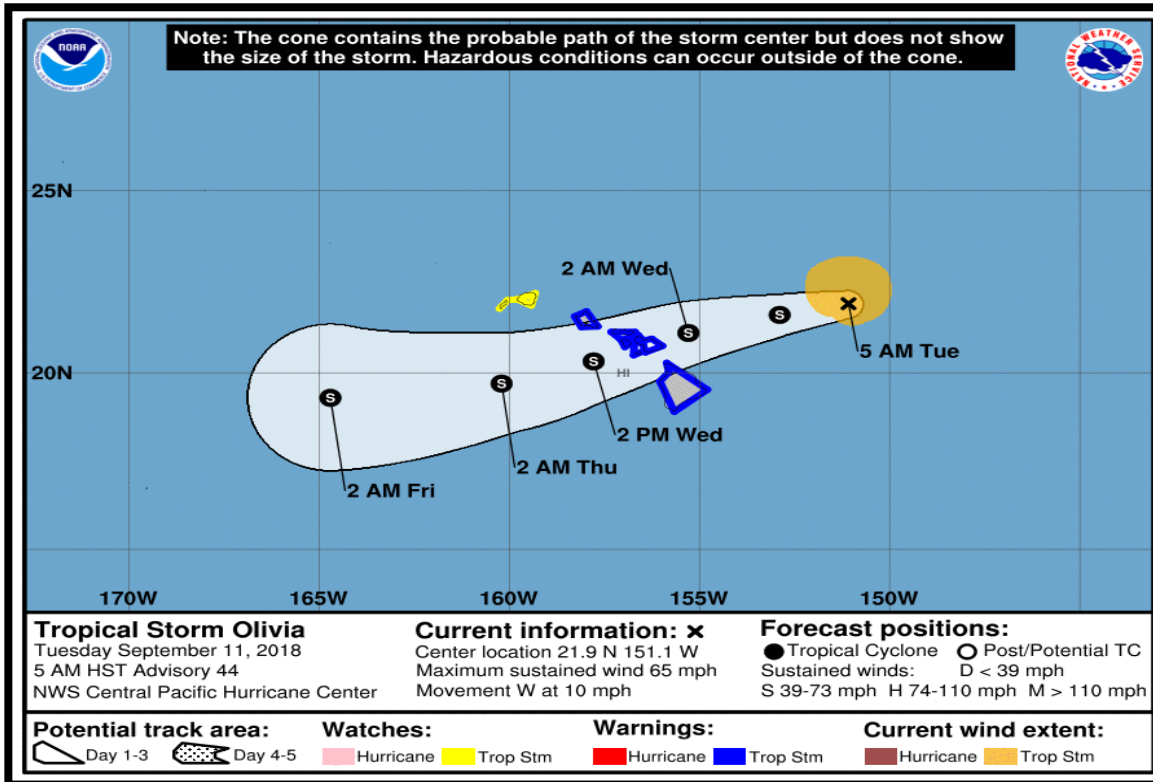 Note: The cone contains the probable path of the storm center but does not show
the size of the storm. Hazardous conditions can occur outside of the cone.
NOAA
NATIONAL WEATHER SERVICE
25N
2 AM Wed
5 AM Tue
20N
HI
2 PM Wed
2 AM Thu
2 AM Fri
S
S
S
S
S
170W 165W 160W 155W 150W
Tropical Storm Olivia
Tuesday September 11, 2018
5 AM HST Advisory 44
NWS Central Pacific Hurricane Center
Current information: ×
Center location 21.9 N 151.1 W
Maximum sustained wind 65 mph
Movement W at 10 mph
Forecast positions:
Tropical Cyclone Post/Potential TC
Sustained winds: D < 39 mph
S 39-73 mph H 74-110 mph M > 110 mph
Potential track area:
Day 1-3 Day 4-5
Watches:
Hurricane Trop Stm
Warnings:
Hurricane Trop Stm
Current wind extent:
Hurricane Trop Stm